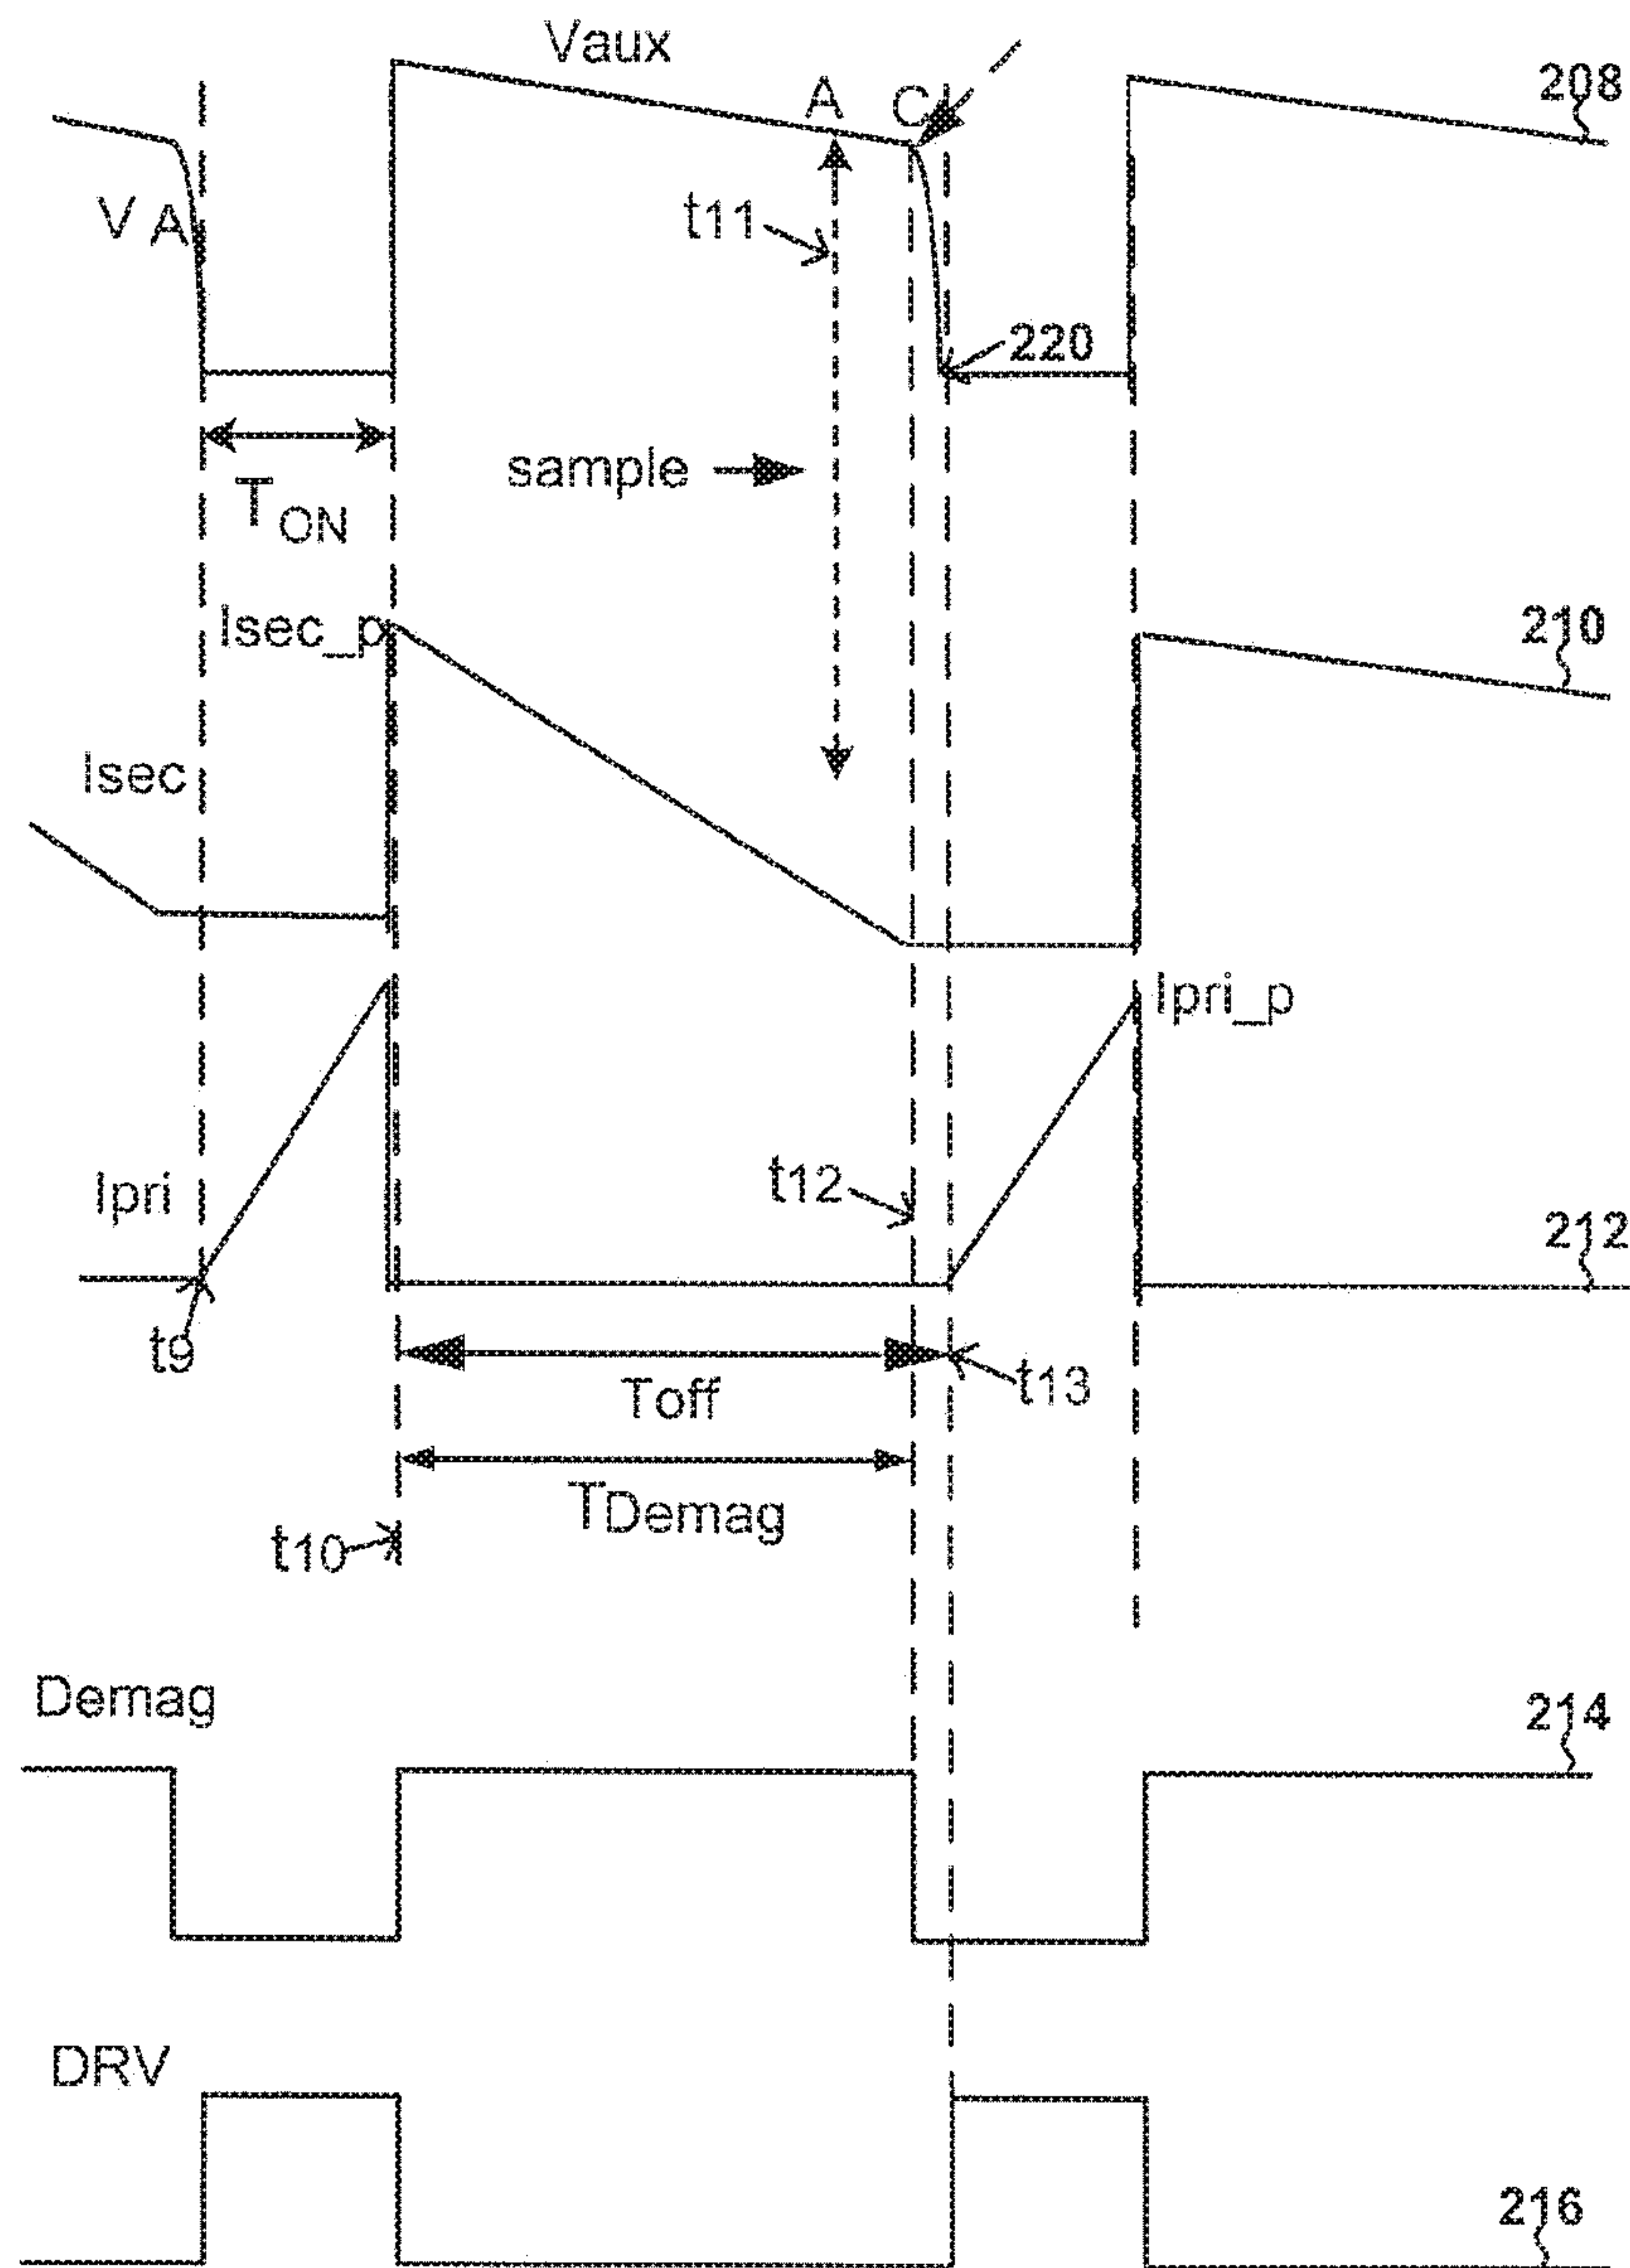 Vaux
A C
208
V A
t11
220
sample
TON
Isec_p
210
Isec
Ipri_p
t12
Ipri
212
t9
Toff
t13
TDemag
t10
Demag
214
DRV
216